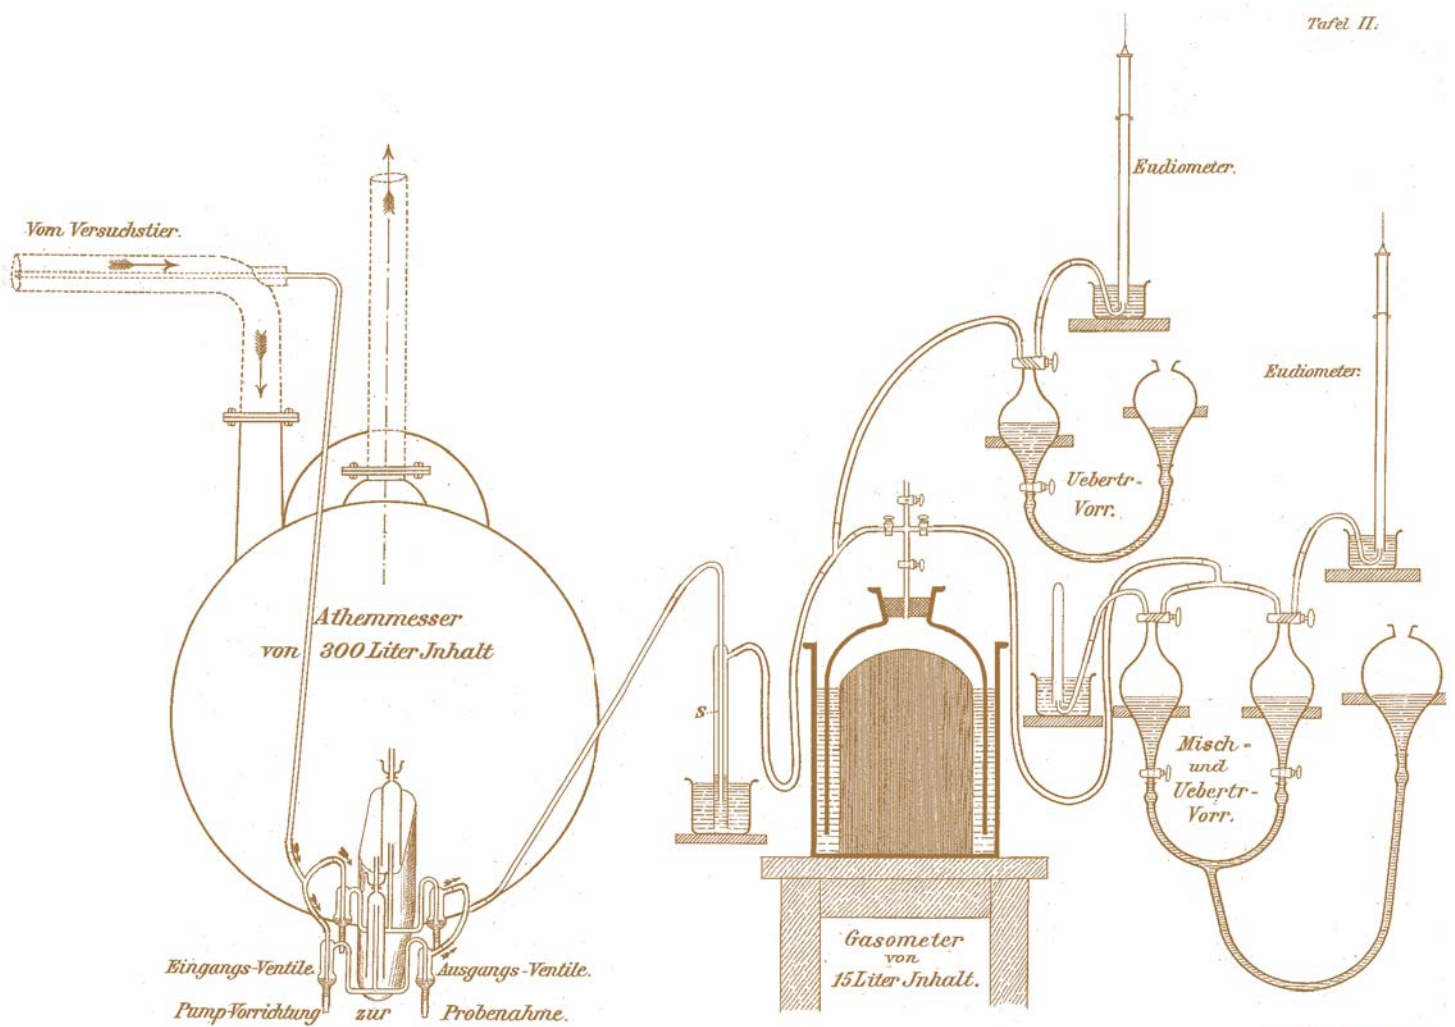 Tafel II.
Eudiometer.
Vom Versuchstier.
Eudiometer.
Uebertr-
Vorr.
Athemmesser
von 300 Liter Jnhalt
s
Misch-
und
Uebertr-
Vorr.
Gasometer
von
15 Liter Jnhalt.
Eingangs-Ventile. Ausgangs-Ventile.
Pump-Vorrichtung zur Probenahme.